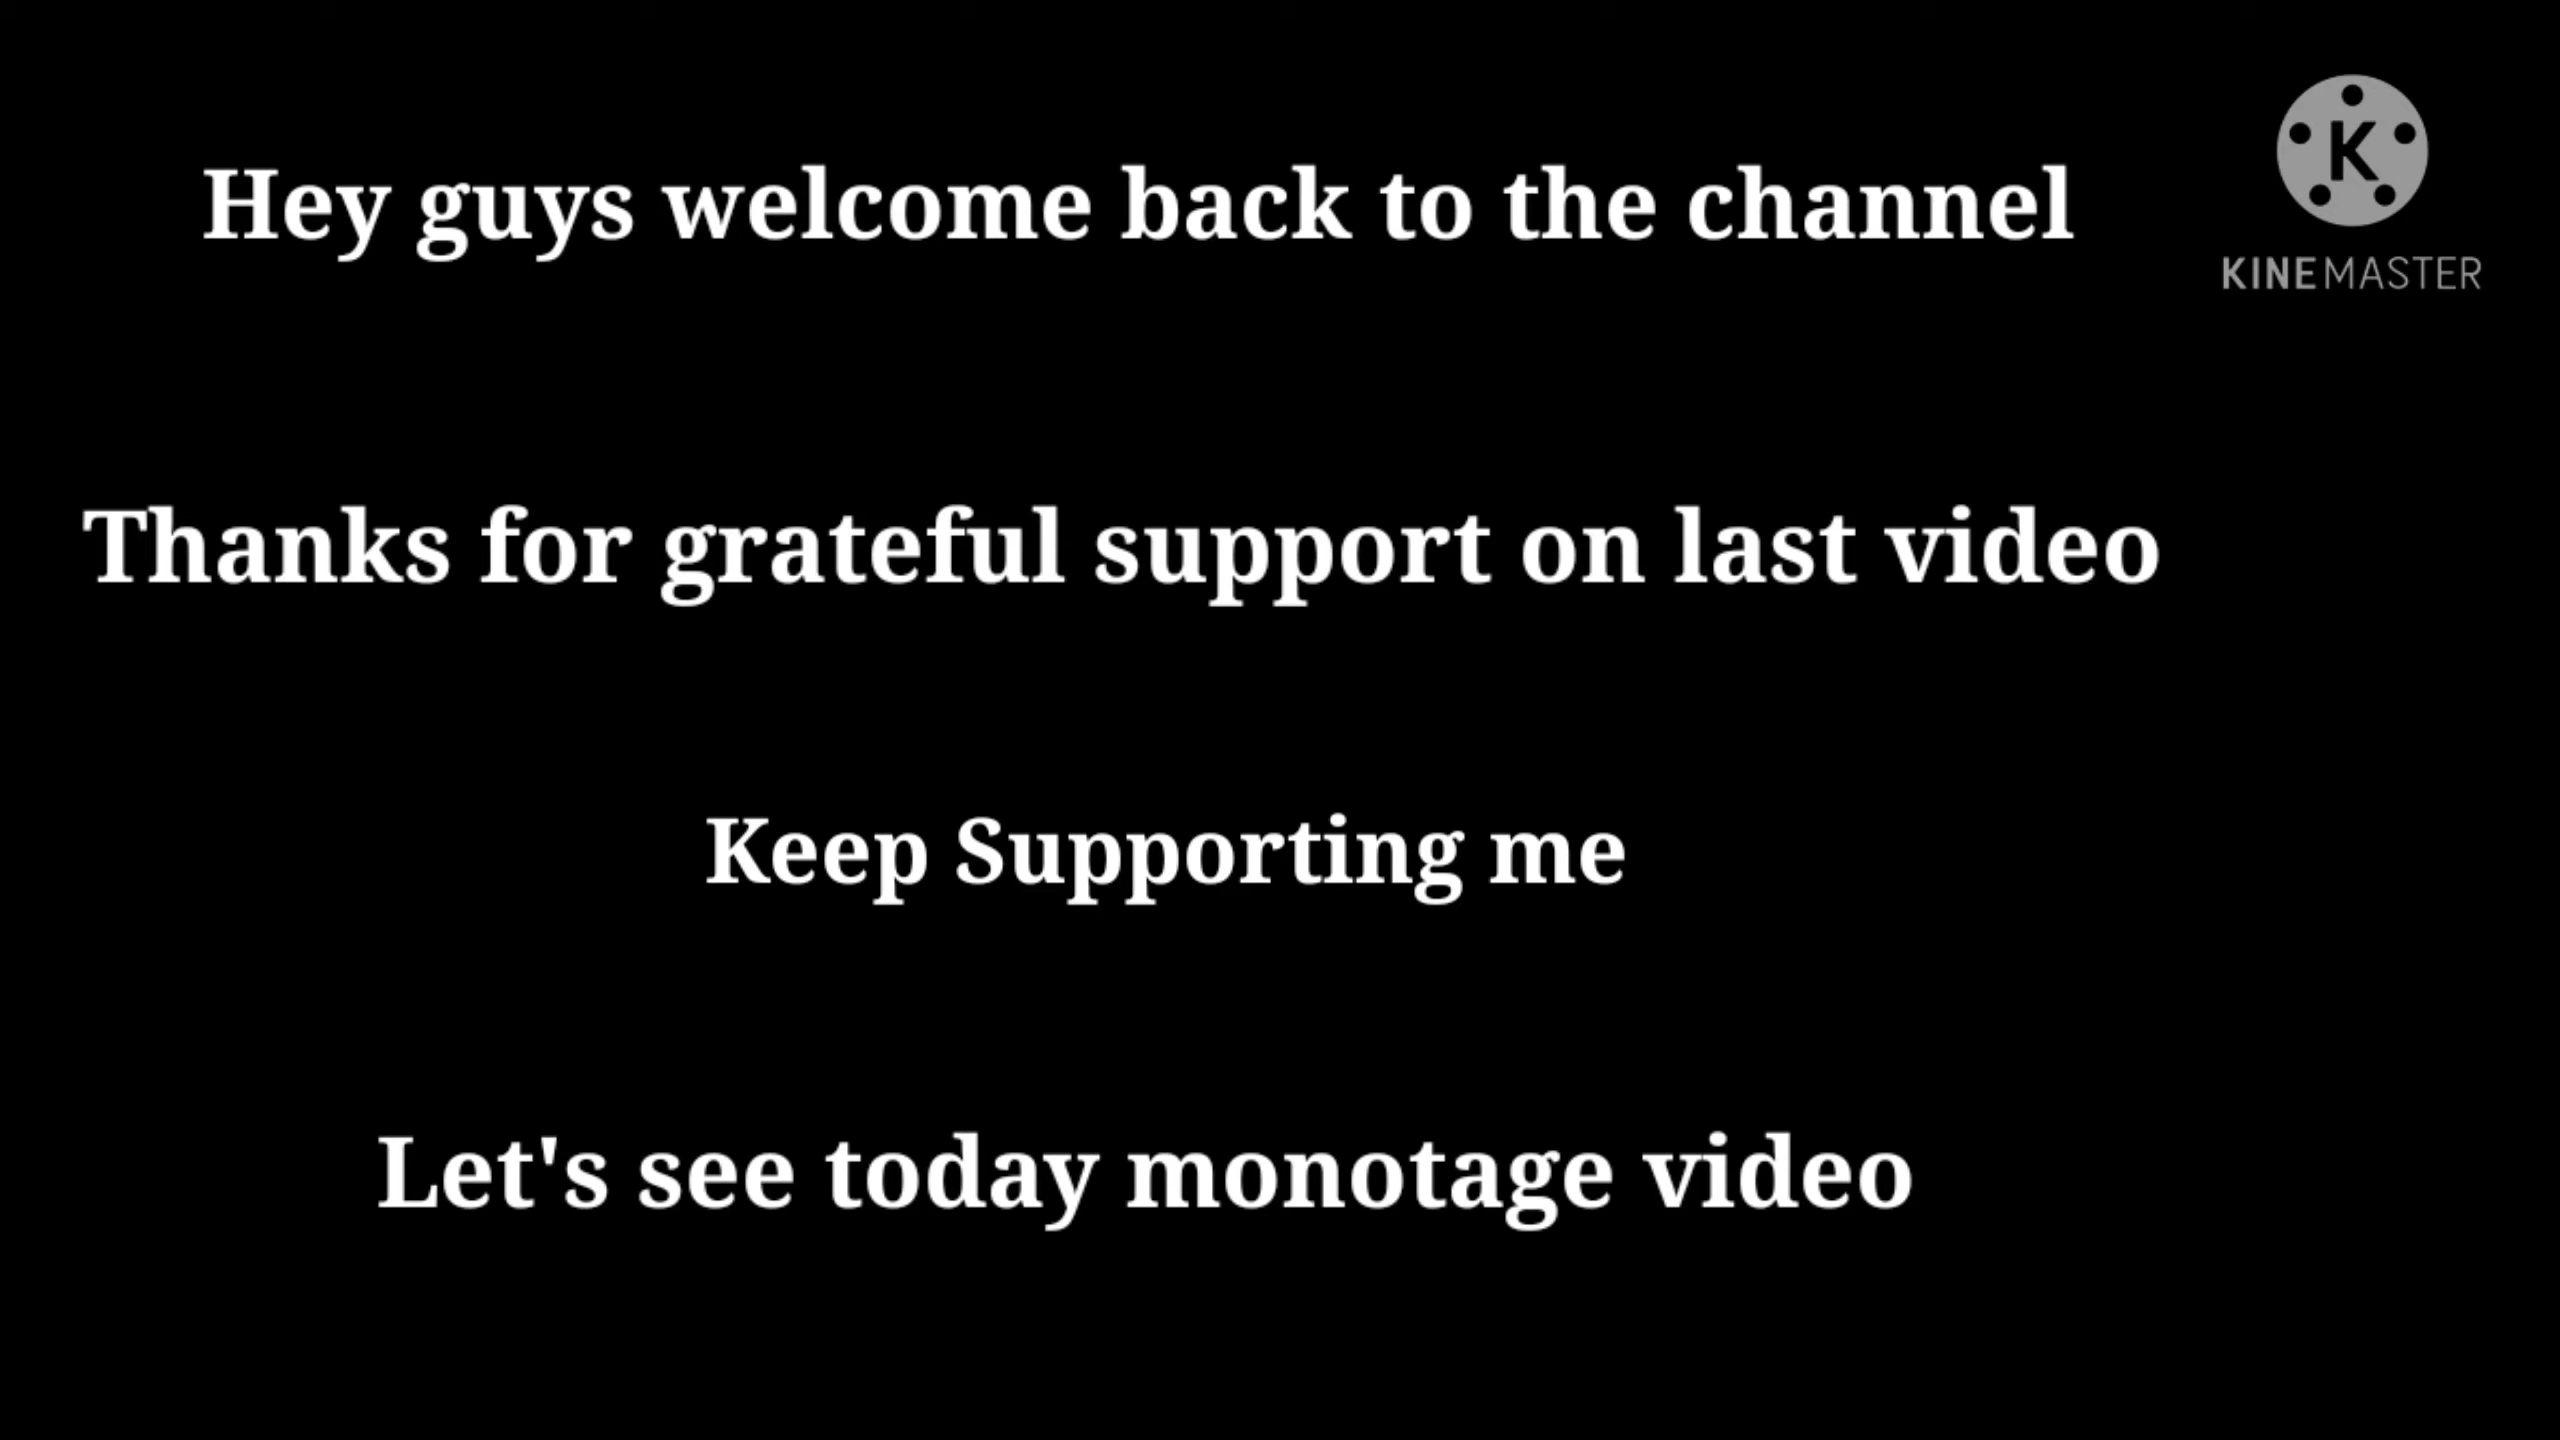 Hey guys welcome back to the channel
K
KINEMASTER
Thanks for grateful support on last video
Keep Supporting me
Let's see today monotage video